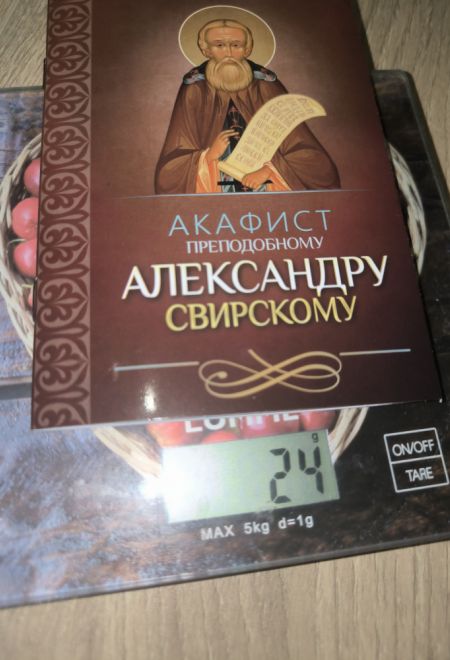 АКАФИСТ
ПРЕПОДОБНОМУ
АЛЕКСАНДРУ
СВИРСКОМУ
24
g
ON/OFF
TARE
MAX 5kg d=1g